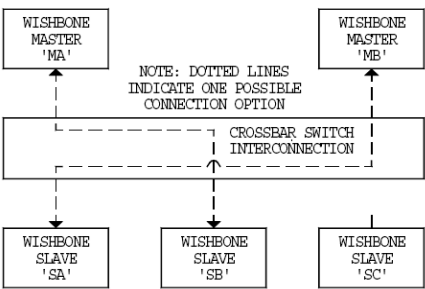 WISHBONE
MASTER
'MA'
WISHBONE
MASTER
'MB'
NOTE: DOTTED LINES
INDICATE ONE POSSIBLE
CONNECTION OPTION
CROSSBAR SWITCH
INTERCONNECTION
WISHBONE
SLAVE
'SA'
WISHBONE
SLAVE
'SB'
WISHBONE
SLAVE
'SC'